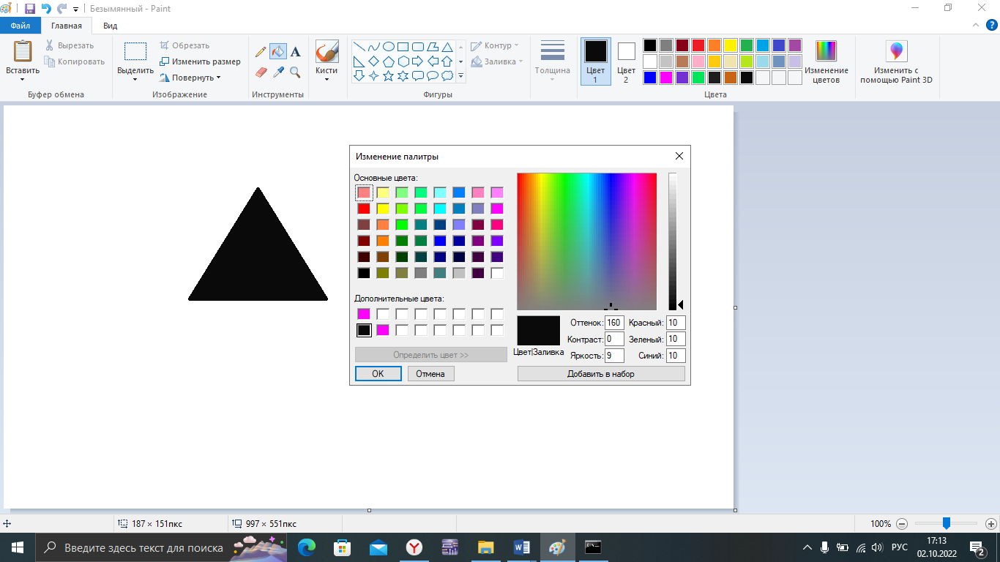 Безымянный - Paint
Файл Главная Вид
Вставить
Вырезать
Копировать
Буфер обмена
Выделить
Обрезать
Изменить размер
Повернуть
Изображение
A
Инструменты
Кисти
Контур
Заливка
Фигуры
Толщина
Цвет 1
Цвет 2
Изменение цветов
Цвета
Изменить с помощью Paint 3D
Изменение палитры
Основные цвета:
Дополнительные цвета:
Определить цвет >>
OK Отмена
Цвет|Заливка
Оттенок: 160 Красный: 10
Контраст: 0 Зеленый: 10
Яркость: 9 Синий: 10
Добавить в набор
187 × 151пкс 997 × 551пкс 100%
Введите здесь текст для поиска
РУС
17:13
02.10.2022
2